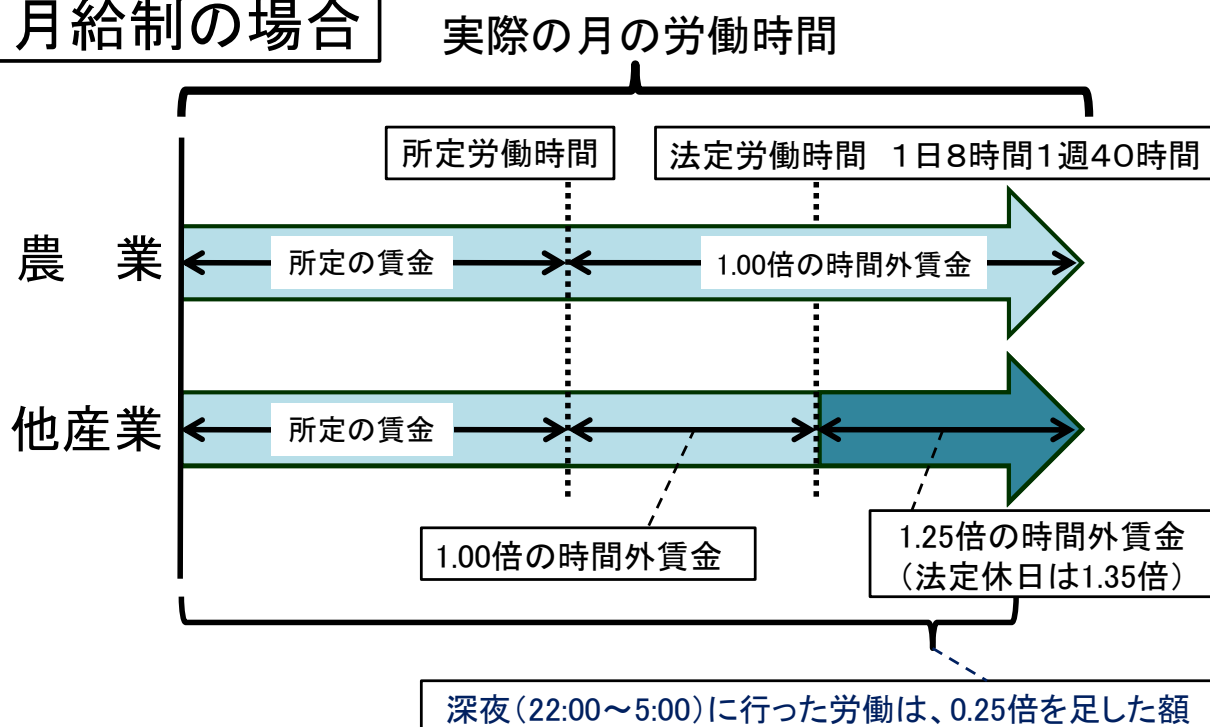 月給制の場合
実際の月の労働時間
所定労働時間
法定労働時間 1日8時間1週40時間
農 業
所定の賃金
1.00倍の時間外賃金
他産業
所定の賃金
1.00倍の時間外賃金
1.25倍の時間外賃金
(法定休日は1.35倍)
深夜(22:00～5:00)に行った労働は、0.25倍を足した額